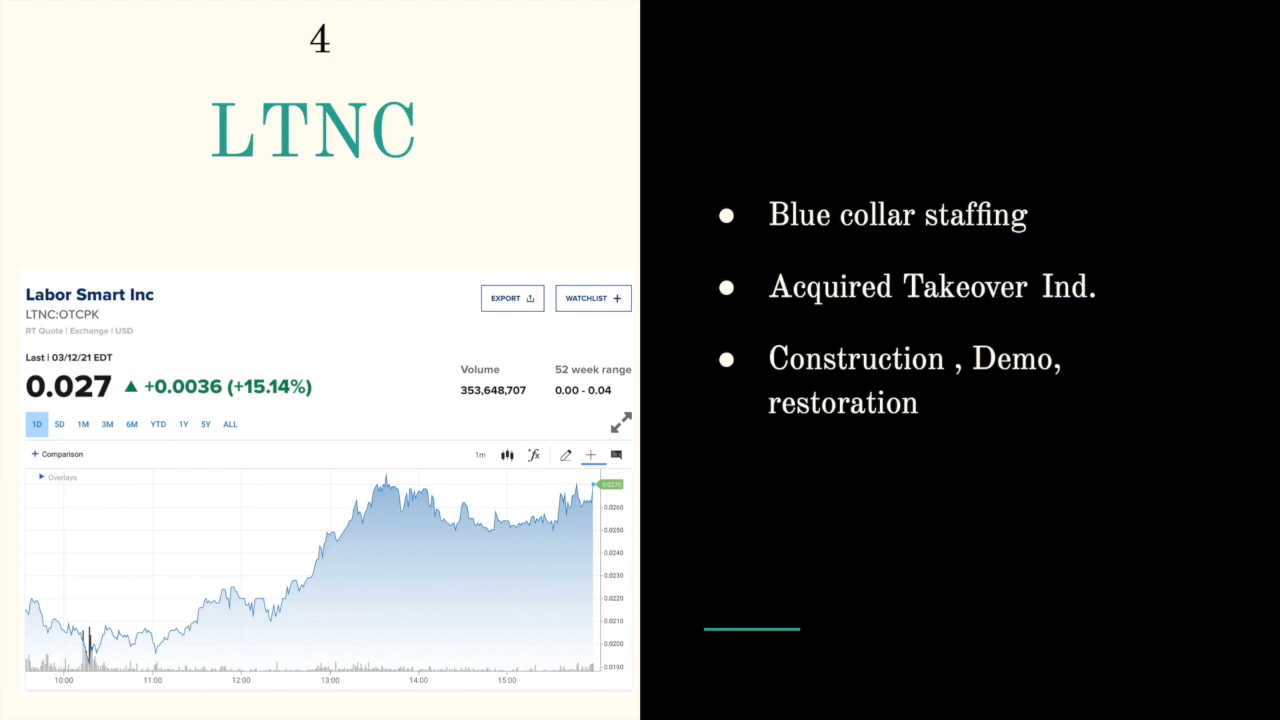 4
LTNC
Labor Smart Inc
LTNC:OTCPK
RT Quote | Exchange | USD
EXPORT
WATCHLIST +
Last | 03/12/21 EDT
0.027 ▲ +0.0036 (+15.14%)
Volume
353,648,707
52 week range
0.00 - 0.04
1D 5D 1M 3M 6M YTD 1Y 5Y ALL
+ Comparison
1m
fx
Overlays
0.0270
0.0260
0.0250
0.0240
0.0230
0.0220
0.0210
0.0200
0.0190
10:00 11:00 12:00 13:00 14:00 15:00
● Blue collar staffing
● Acquired Takeover Ind.
● Construction , Demo,
restoration